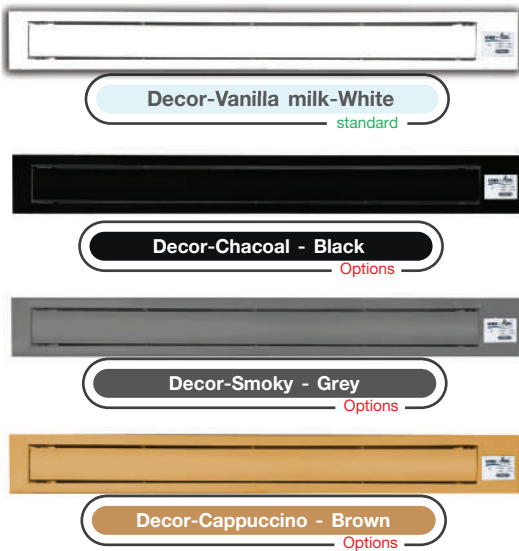 Decor-Vanilla milk-White
standard
Decor-Chacoal - Black
Options
Decor-Smoky - Grey
Options
Decor-Cappuccino - Brown
Options